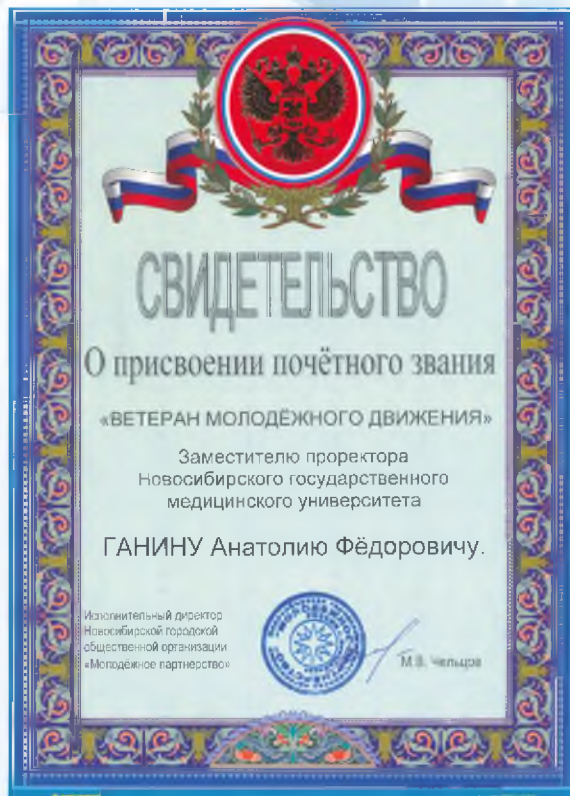 СВИДЕТЕЛЬСТВО
О присвоении почётного звания
«ВЕТЕРАН МОЛОДЁЖНОГО ДВИЖЕНИЯ»
Заместителю проректора
Новосибирского государственного
медицинского университета
ГАНИНУ Анатолию Фёдоровичу.
Исполнительный директор
Новосибирской городской
общественной организации
«Молодёжное партнерство»
М.В. Чельцов